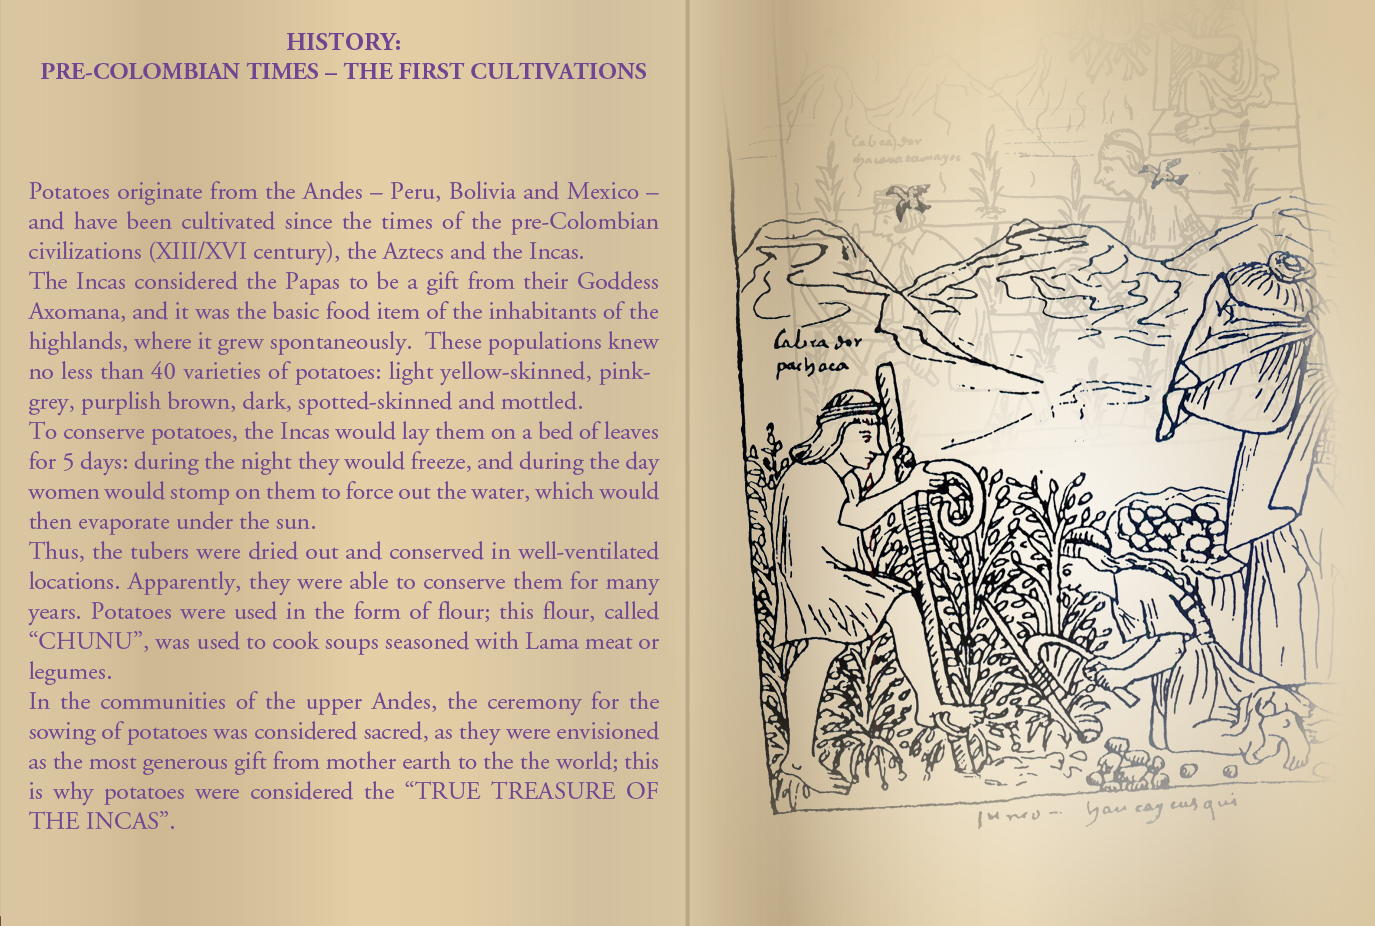 HISTORY:
PRE-COLOMBIAN TIMES – THE FIRST CULTIVATIONS
Potatoes originate from the Andes – Peru, Bolivia and Mexico –
and have been cultivated since the times of the pre-Colombian
civilizations (XIII/XVI century), the Aztecs and the Incas.
The Incas considered the Papas to be a gift from their Goddess
Axomana, and it was the basic food item of the inhabitants of the
highlands, where it grew spontaneously.  These populations knew
no less than 40 varieties of potatoes: light yellow-skinned, pink-
grey, purplish brown, dark, spotted-skinned and mottled.
To conserve potatoes, the Incas would lay them on a bed of leaves
for 5 days: during the night they would freeze, and during the day
women would stomp on them to force out the water, which would
then evaporate under the sun.
Thus, the tubers were dried out and conserved in well-ventilated
locations. Apparently, they were able to conserve them for many
years. Potatoes were used in the form of flour; this flour, called
“CHUNU”, was used to cook soups seasoned with Lama meat or
legumes.
In the communities of the upper Andes, the ceremony for the
sowing of potatoes was considered sacred, as they were envisioned
as the most generous gift from mother earth to the the world; this
is why potatoes were considered the “TRUE TREASURE OF
THE INCAS”.
pachaca